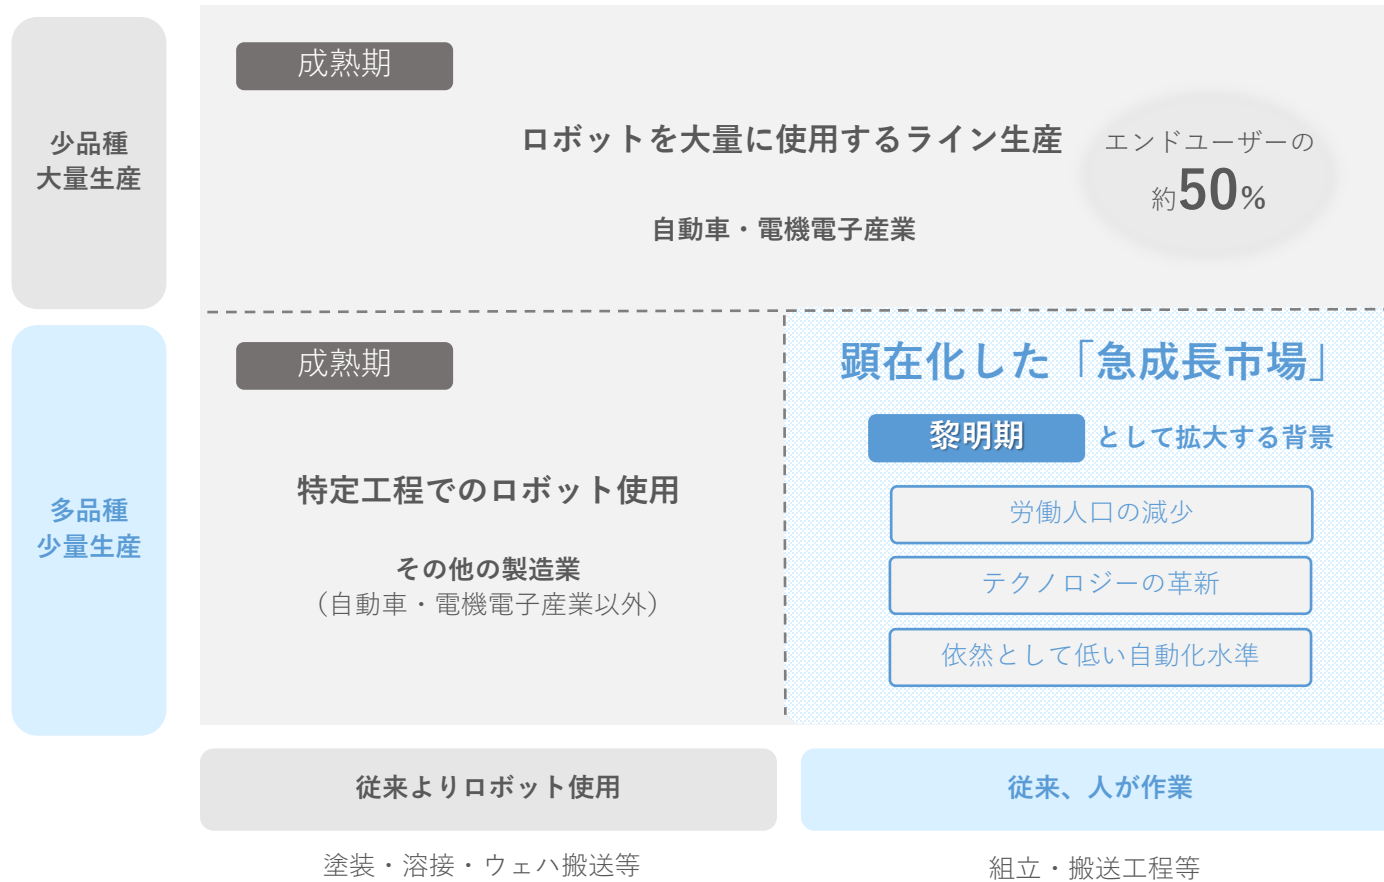 少品種
大量生産
成熟期
ロボットを大量に使用するライン生産
自動車・電機電子産業
エンドユーザーの
約50%
多品種
少量生産
成熟期
特定工程でのロボット使用
その他の製造業
（自動車・電機電子産業以外）
顕在化した「急成長市場」
黎明期 として拡大する背景
労働人口の減少
テクノロジーの革新
依然として低い自動化水準
従来よりロボット使用
従来、人が作業
塗装・溶接・ウェハ搬送等
組立・搬送工程等